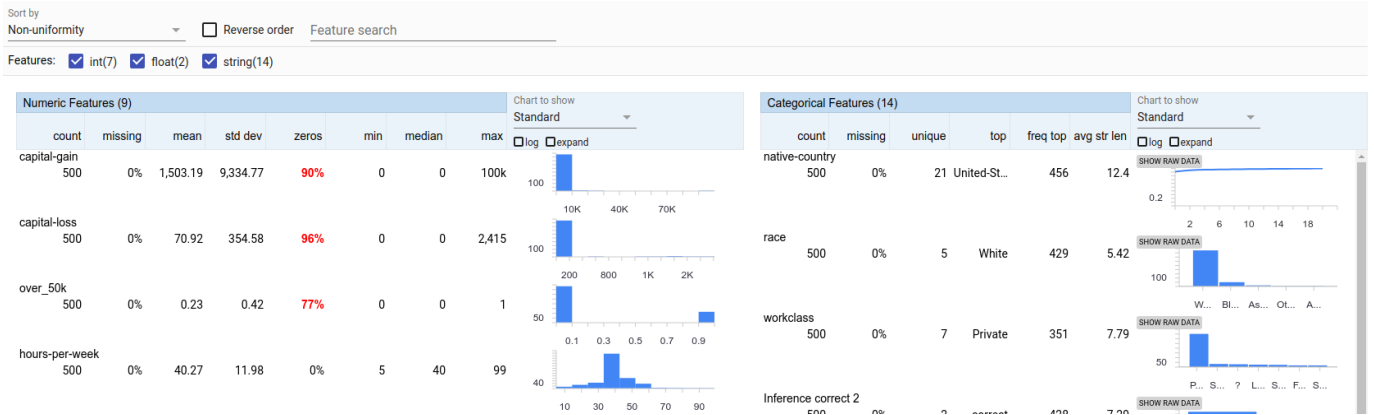 Sort by
Non-uniformity
Reverse order
Feature search
Features: int(7) float(2) string(14)
Numeric Features (9)
Chart to show
Standard
count missing mean std dev zeros min median max
log expand
capital-gain
500 0% 1,503.19 9,334.77 90% 0 0 100k
100
10K 40K 70K
capital-loss
500 0% 70.92 354.58 96% 0 0 2,415
100
200 800 1K 2K
over_50k
500 0% 0.23 0.42 77% 0 0 1
50
0.1 0.3 0.5 0.7 0.9
hours-per-week
500 0% 40.27 11.98 0% 5 40 99
40
10 30 50 70 90
Categorical Features (14)
Chart to show
Standard
count missing unique top freq top avg str len
log expand
native-country
SHOW RAW DATA
500 0% 21 United-St... 456 12.4
0.2
2 6 10 14 18
race
SHOW RAW DATA
500 0% 5 White 429 5.42
100
W... Bl... As... Ot... A...
workclass
SHOW RAW DATA
500 0% 7 Private 351 7.79
50
P... S... ? L... S... F... S...
Inference correct 2
SHOW RAW DATA